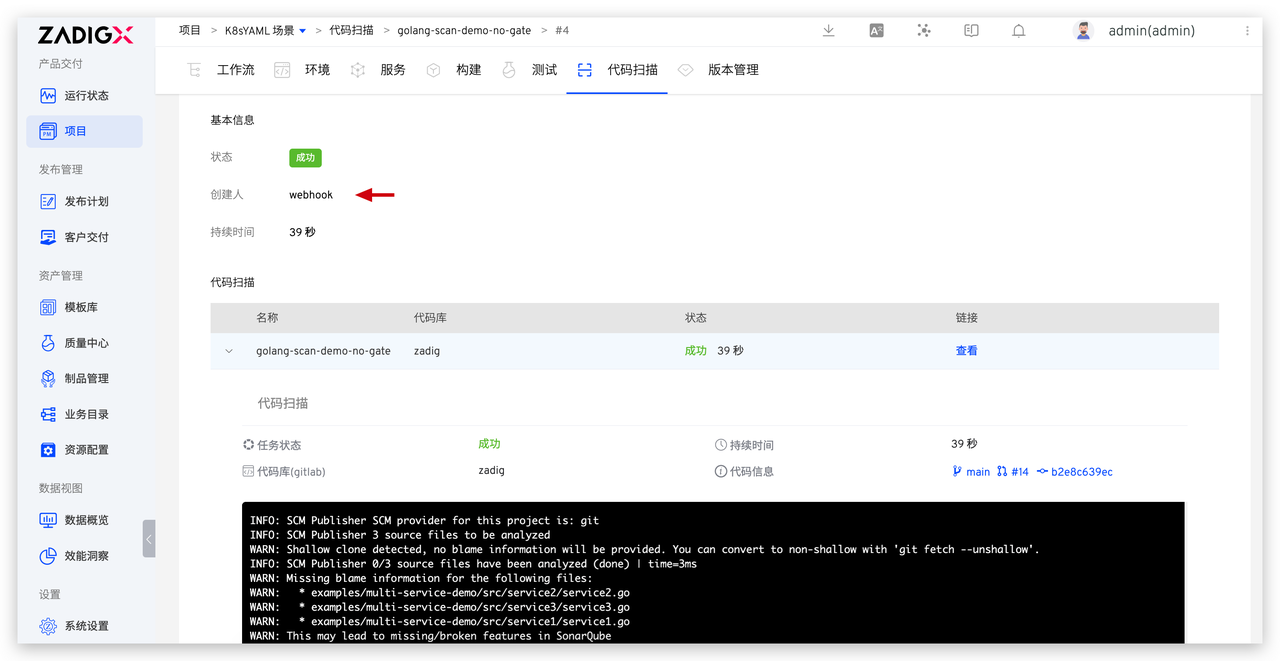 ZADIGX
项目 > K8sYAML 场景 > 代码扫描 > golang-scan-demo-no-gate > #4
admin(admin)
工作流 环境 服务 构建 测试 代码扫描 版本管理
产品交付
运行状态
项目
发布管理
发布计划
客户交付
资产管理
模板库
质量中心
制品管理
业务目录
资源配置
数据视图
数据概览
效能洞察
设置
系统设置
基本信息
状态 成功
创建人 webhook
持续时间 39 秒
代码扫描
名称 代码库 状态 链接
golang-scan-demo-no-gate zadig 成功 39 秒 查看
代码扫描
任务状态 成功 持续时间 39 秒
代码库(gitlab) zadig 代码信息 main #14 b2e8c639ec
INFO: SCM Publisher SCM provider for this project is: git
INFO: SCM Publisher 3 source files to be analyzed
WARN: Shallow clone detected, no blame information will be provided. You can convert to non-shallow with 'git fetch --unshallow'.
INFO: SCM Publisher 0/3 source files have been analyzed (done) | time=3ms
WARN: Missing blame information for the following files:
WARN:   * examples/multi-service-demo/src/service2/service2.go
WARN:   * examples/multi-service-demo/src/service3/service3.go
WARN:   * examples/multi-service-demo/src/service1/service1.go
WARN: This may lead to missing/broken features in SonarQube